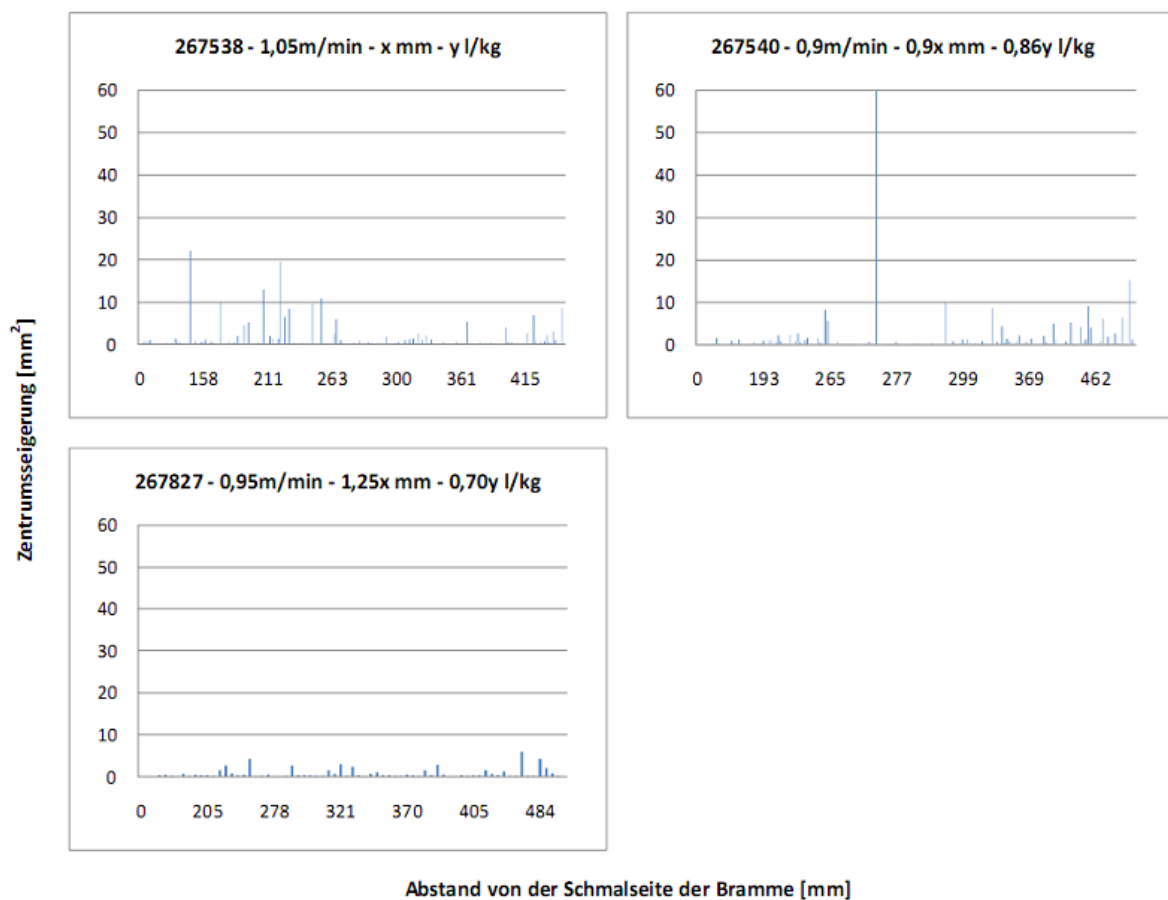 267538 - 1,05m/min - x mm - y l/kg
60
50
40
30
20
10
0
0 158 211 263 300 361 415
267540 - 0,9m/min - 0,9x mm - 0,86y l/kg
60
50
40
30
20
10
0
0 193 265 277 299 369 462
Zentrumsseigerung [mm²]
267827 - 0,95m/min - 1,25x mm - 0,70y l/kg
60
50
40
30
20
10
0
0 205 278 321 370 405 484
Abstand von der Schmalseite der Bramme [mm]